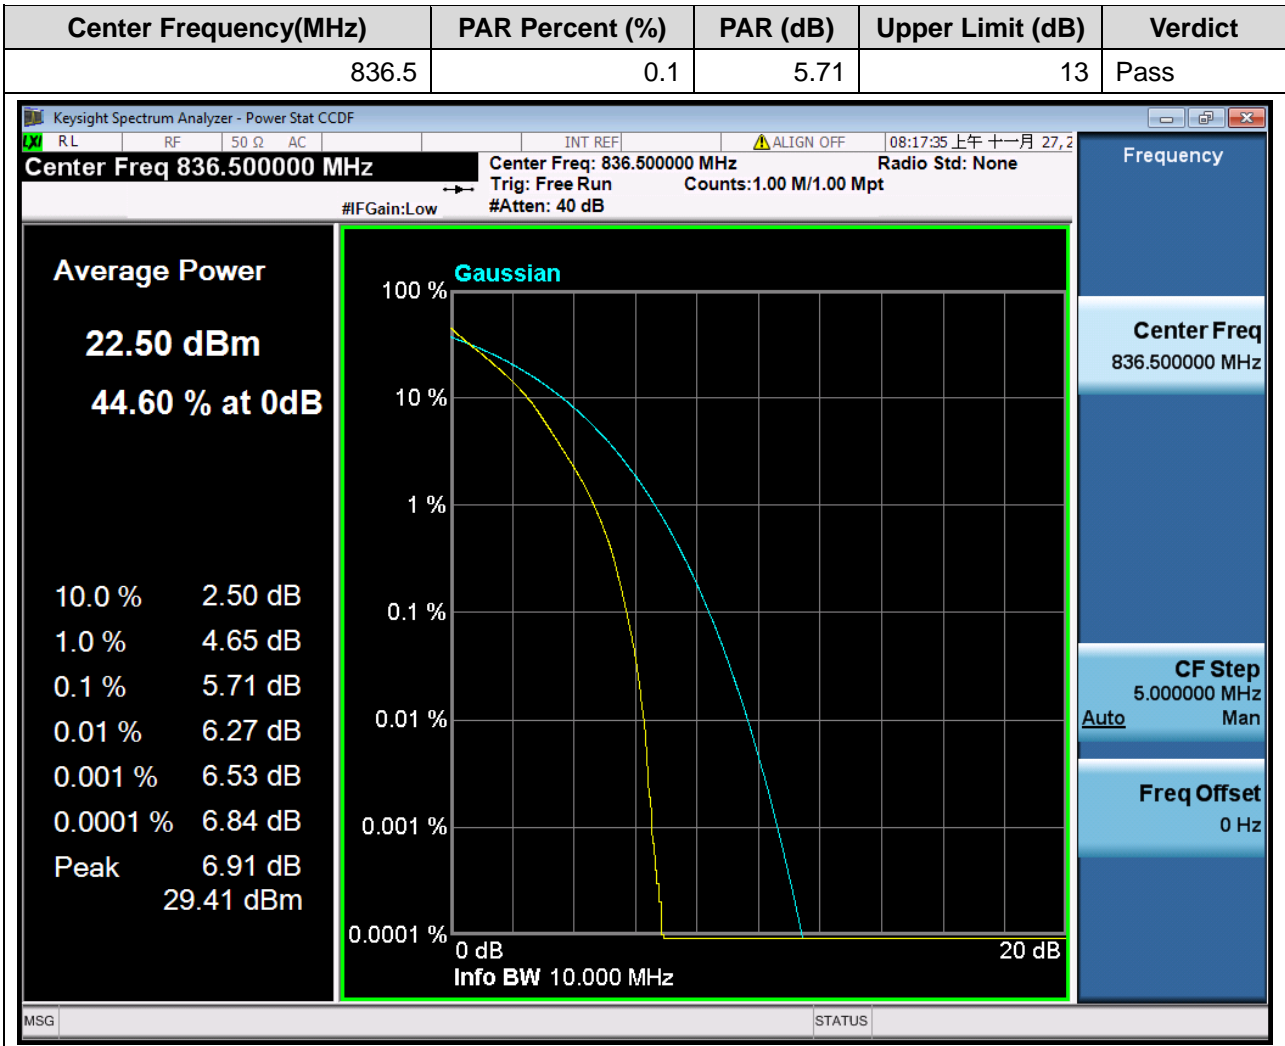 Center Frequency(MHz) PAR Percent (%) PAR (dB) Upper Limit (dB) Verdict
836.5 0.1 5.71 13 Pass
Keysight Spectrum Analyzer - Power Stat CCDF
LXI RL RF 50 Ω AC INT REF ALIGN OFF 08:17:35 上午 十一月 27, 2
Center Freq 836.500000 MHz
Center Freq: 836.500000 MHz Radio Std: None
Trig: Free Run Counts:1.00 M/1.00 Mpt
#IFGain:Low #Atten: 40 dB
Average Power
22.50 dBm
44.60 % at 0dB
10.0 % 2.50 dB
1.0 % 4.65 dB
0.1 % 5.71 dB
0.01 % 6.27 dB
0.001 % 6.53 dB
0.0001 % 6.84 dB
Peak 6.91 dB
29.41 dBm
Gaussian
100 %
10 %
1 %
0.1 %
0.01 %
0.001 %
0.0001 %
0 dB 20 dB
Info BW 10.000 MHz
Frequency
Center Freq
836.500000 MHz
CF Step
5.000000 MHz
Auto Man
Freq Offset
0 Hz
MSG STATUS